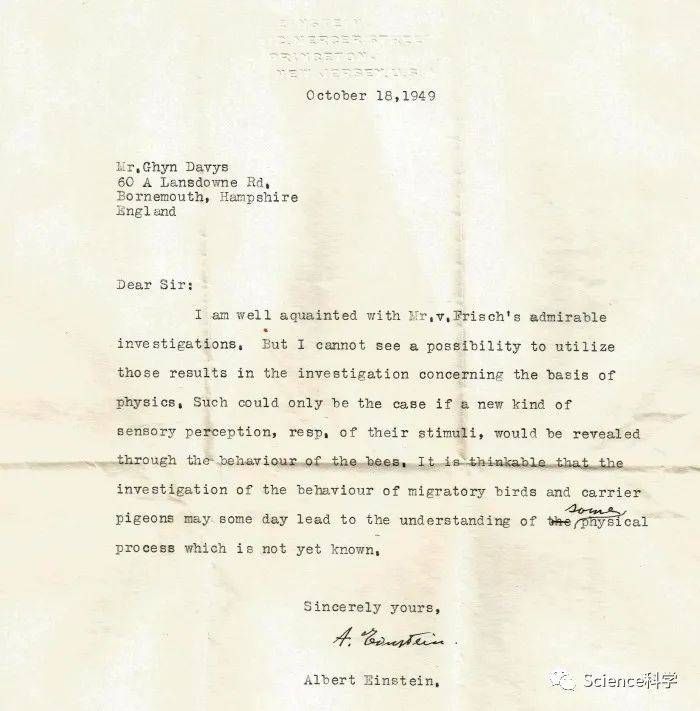 PRINCETON.
NEW JERSEY, U.S.
October 18,1949
Mr.Ghyn Davys
60 A Lansdowne Rd.
Bornemouth, Hampshire
England
Dear Sir:
I am well aquainted with Mr.v.Frisch's admirable
investigations. But I cannot see a possibility to utilize
those results in the investigation concerning the basis of
physics. Such could only be the case if a new kind of
sensory perception, resp. of their stimuli, would be revealed
through the behaviour of the bees. It is thinkable that the
investigation of the behaviour of migratory birds and carrier
pigeons may some day lead to the understanding of the some physical
process which is not yet known.
Sincerely yours,
A. Einstein.
Albert Einstein.
Science科学